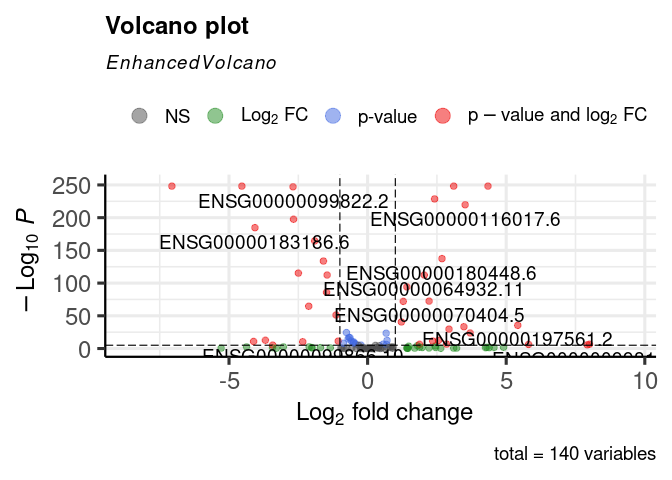 Volcano plot
EnhancedVolcano
NS Log2 FC p-value p − value and log2 FC
250
ENSG00000099822.2
200
ENSG00000116017.6
ENSG00000183186.6
150
ENSG00000180448.6
100
ENSG00000064932.11
50
ENSG00000070404.5
ENSG00000197561.2
0
− Log10 P
-5 0 5 10
Log2 fold change
total = 140 variables